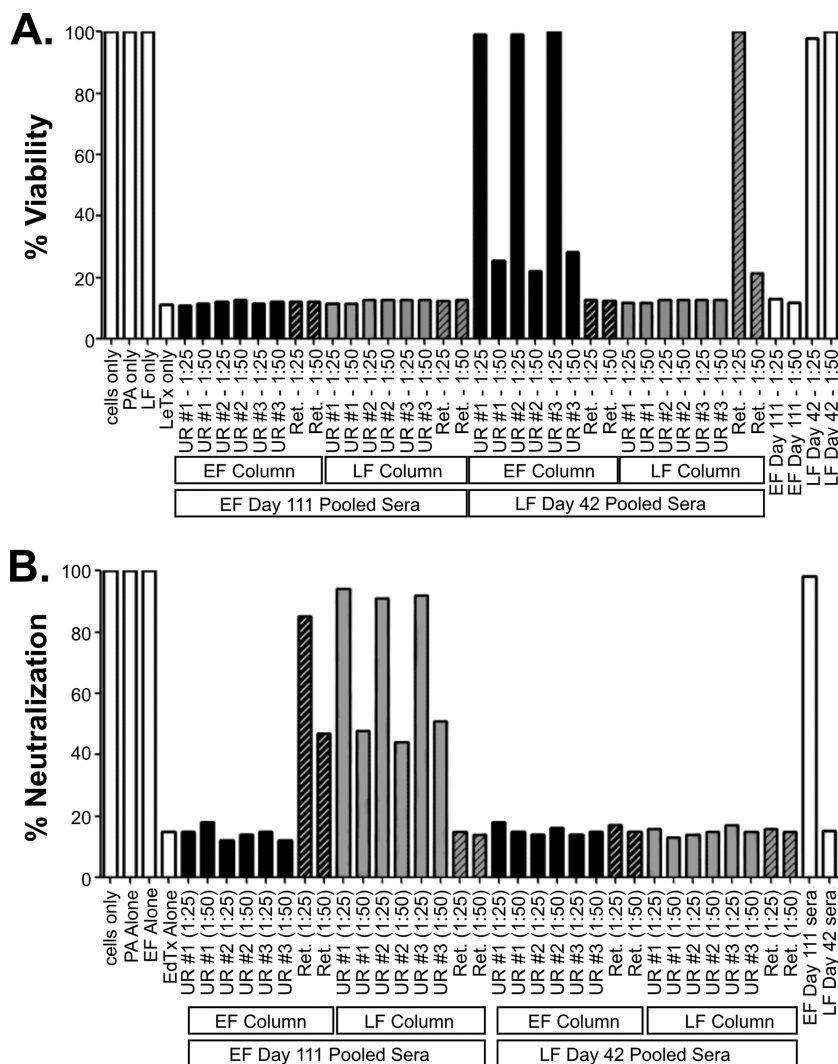 A.
% Viability
100
80
60
40
20
0
cells only
PA only
LF only
LeTx only
UR #1 - 1:25
UR #1 - 1:50
UR #2 - 1:25
UR #2 - 1:50
UR #3 - 1:25
UR #3 - 1:50
Ret. - 1:25
Ret. - 1:50
UR #1 - 1:25
UR #1 - 1:50
UR #2 - 1:25
UR #2 - 1:50
UR #3 - 1:25
UR #3 - 1:50
Ret. - 1:25
Ret. - 1:50
UR #1 - 1:25
UR #1 - 1:50
UR #2 - 1:25
UR #2 - 1:50
UR #3 - 1:25
UR #3 - 1:50
Ret. - 1:25
Ret. - 1:50
UR #1 - 1:25
UR #1 - 1:50
UR #2 - 1:25
UR #2 - 1:50
UR #3 - 1:25
UR #3 - 1:50
Ret. - 1:25
Ret. - 1:50
EF Day 111 - 1:25
EF Day 111 - 1:50
LF Day 42 - 1:25
LF Day 42 - 1:50
EF Column
LF Column
EF Column
LF Column
EF Day 111 Pooled Sera
LF Day 42 Pooled Sera
B.
% Neutralization
100
80
60
40
20
0
cells only
PA Alone
EF Alone
EdTx Alone
UR #1 (1:25)
UR #1 (1:50)
UR #2 (1:25)
UR #2 (1:50)
UR #3 (1:25)
UR #3 (1:50)
Ret. (1:25)
Ret. (1:50)
UR #1 (1:25)
UR #1 (1:50)
UR #2 (1:25)
UR #2 (1:50)
UR #3 (1:25)
UR #3 (1:50)
Ret. (1:25)
Ret. (1:50)
UR #1 (1:25)
UR #1 (1:50)
UR #2 (1:25)
UR #2 (1:50)
UR #3 (1:25)
UR #3 (1:50)
Ret. (1:25)
Ret. (1:50)
UR #1 (1:25)
UR #1 (1:50)
UR #2 (1:25)
UR #2 (1:50)
UR #3 (1:25)
UR #3 (1:50)
Ret. (1:25)
Ret. (1:50)
EF Day 111 sera
LF Day 42 sera
EF Column
LF Column
EF Column
LF Column
EF Day 111 Pooled Sera
LF Day 42 Pooled Sera